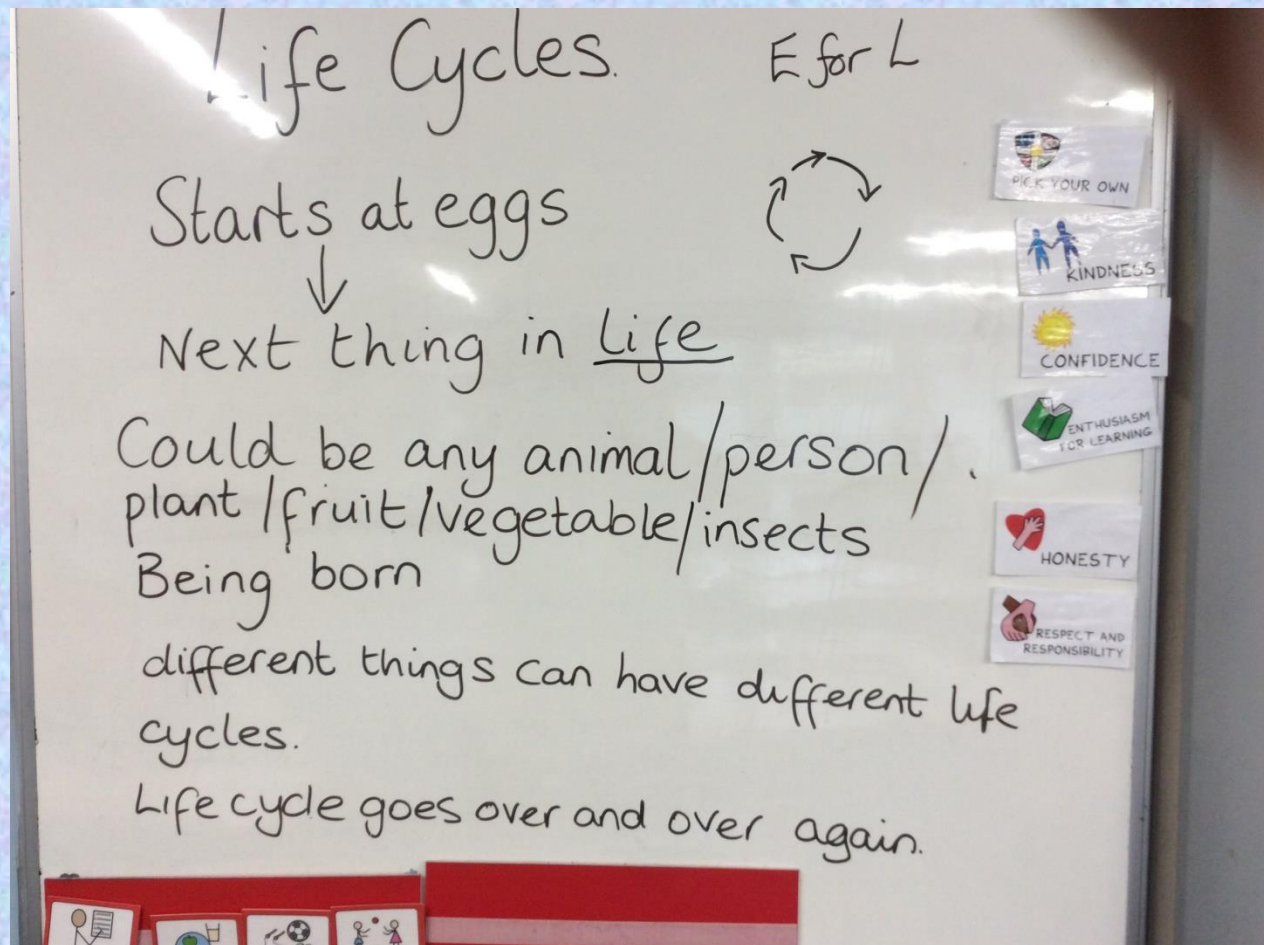 Life Cycles.
E for L
Starts at eggs
Next thing in Life
Could be any animal/person/.
plant/fruit/vegetable/insects
Being born
different things can have different life
cycles.
Life cycle goes over and over again.
PICK YOUR OWN
KINDNESS
CONFIDENCE
ENTHUSIASM
FOR LEARNING
HONESTY
RESPECT AND
RESPONSIBILITY